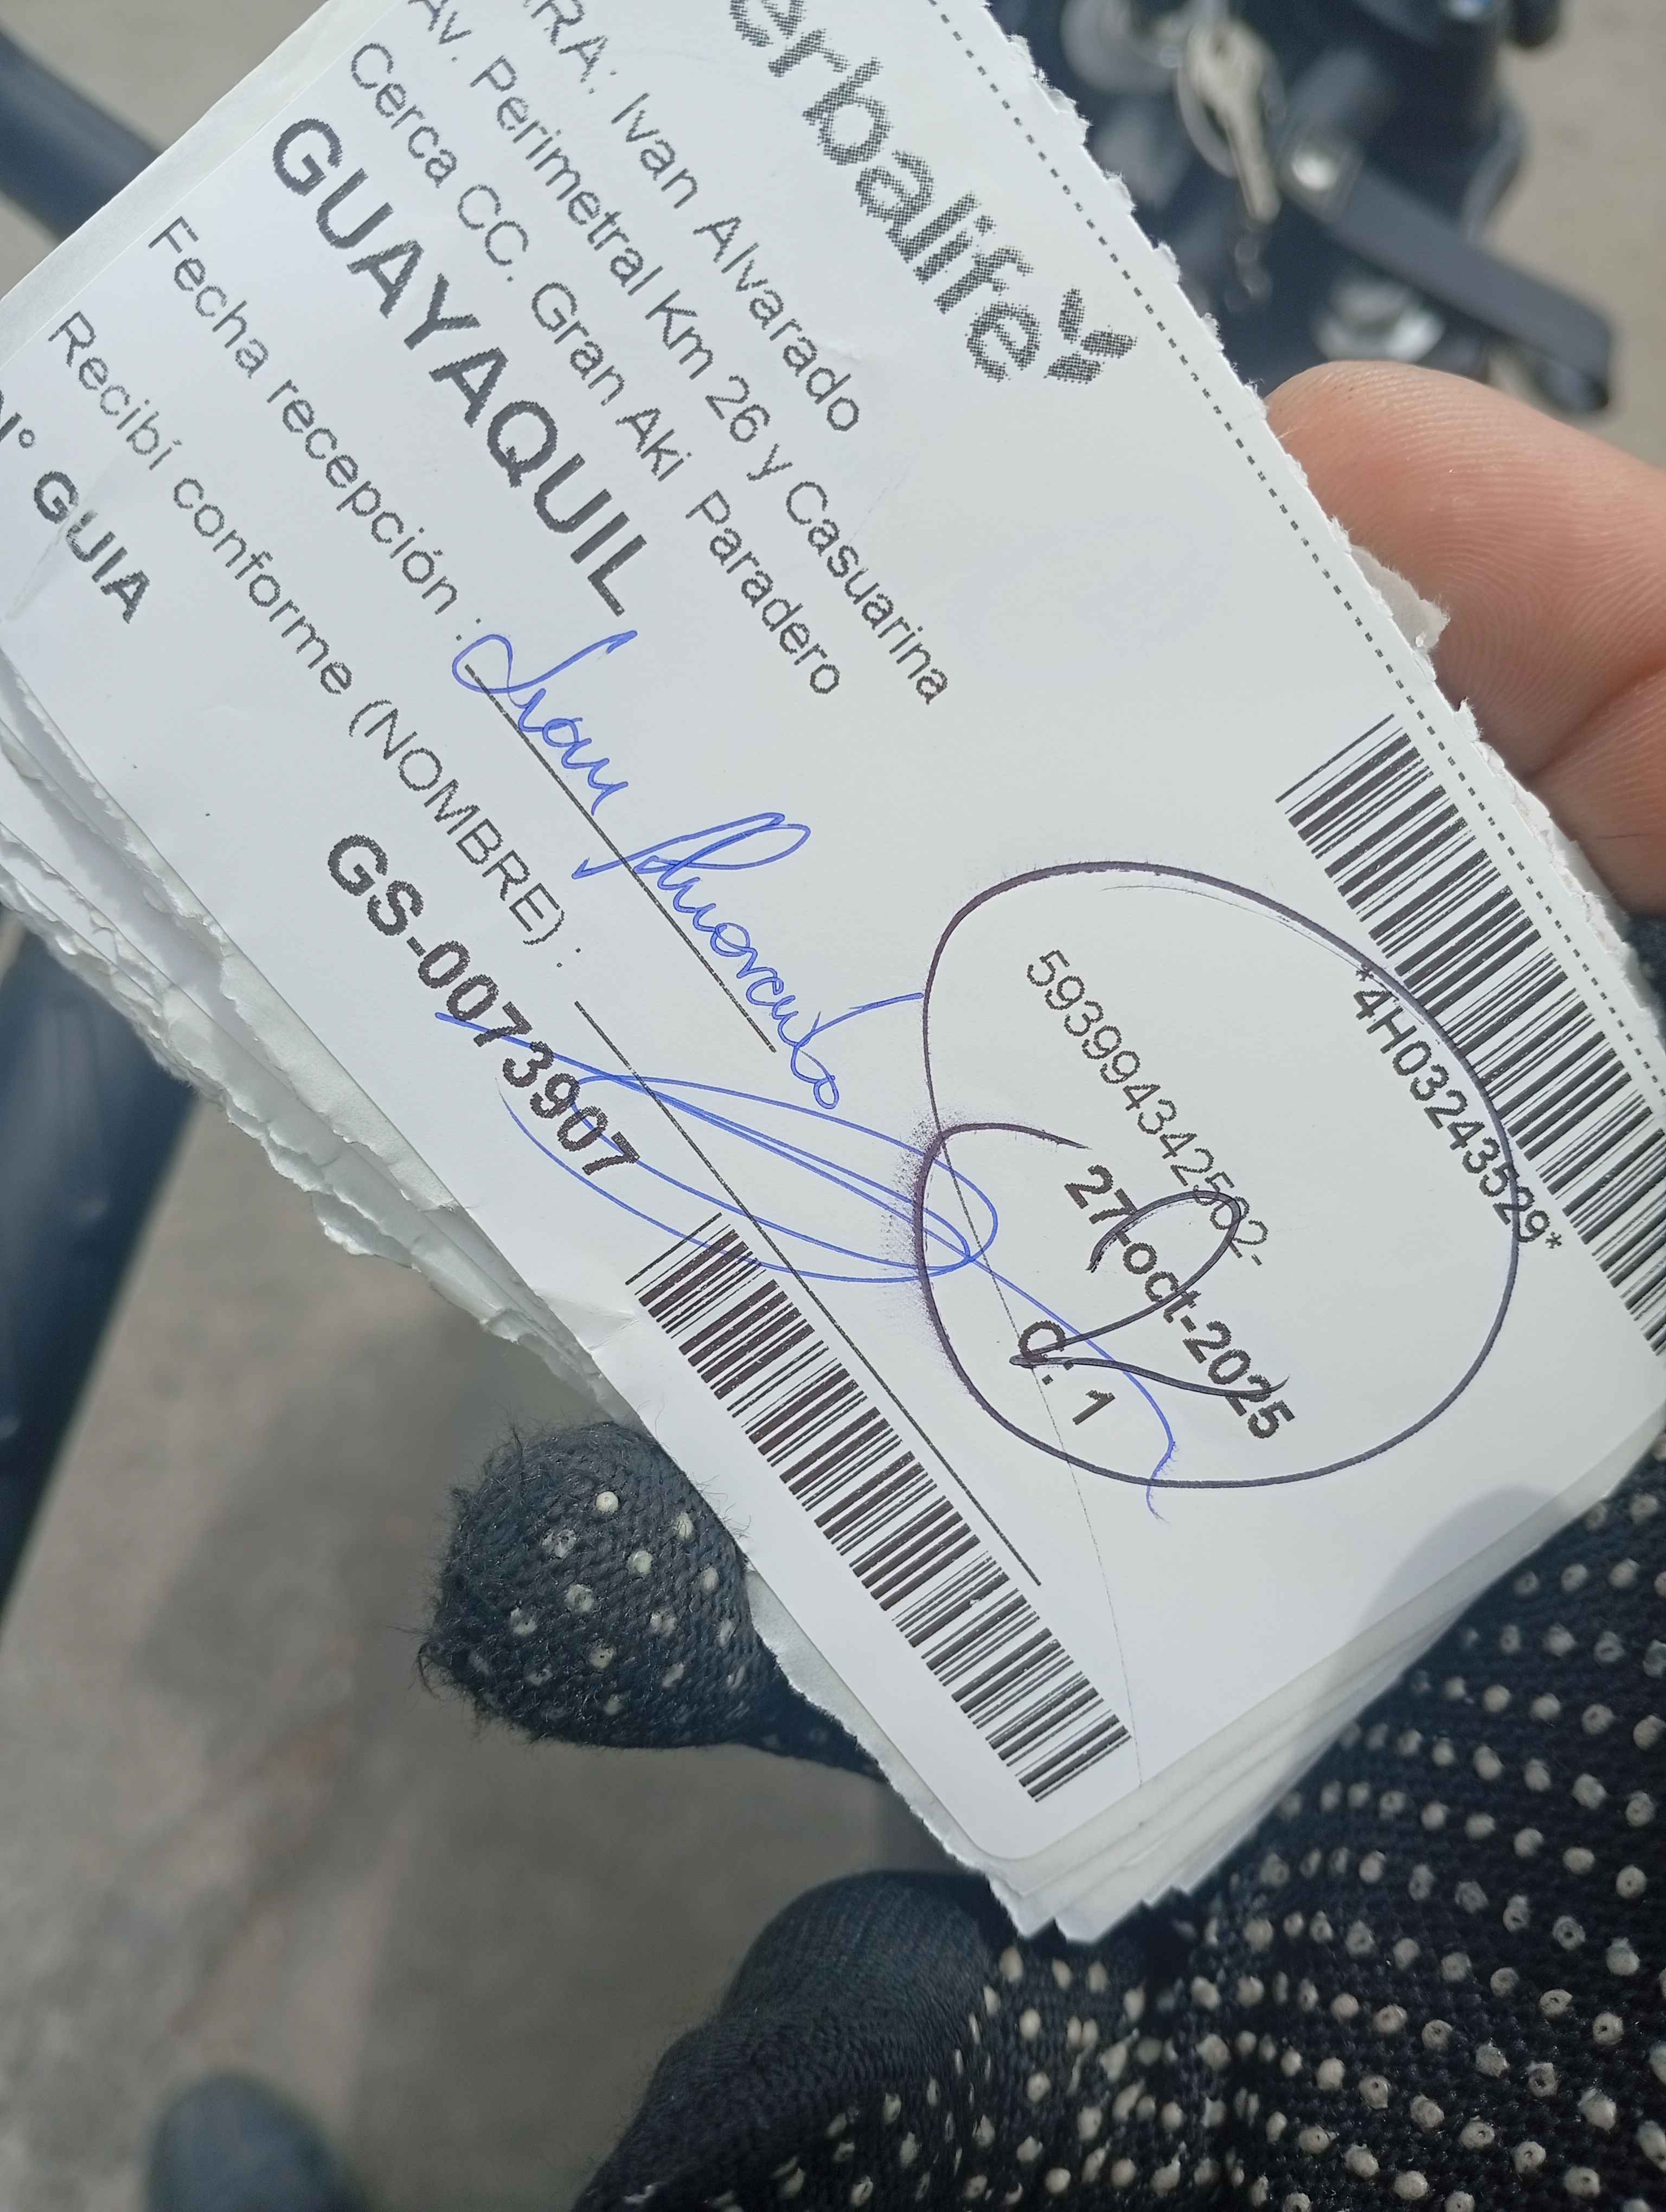 erbalife
RA: Ivan Alvarado
Av. Perimetral Km 26 y Casuarina
Cerca CC. Gran Aki Paradero
GUAYAQUIL
*4H03243529*
593994342502-
27-oct-2025
C: 1
Fecha recepción :
Recibí conforme (NOMBRE) :
N° GUIA
GS-0073907